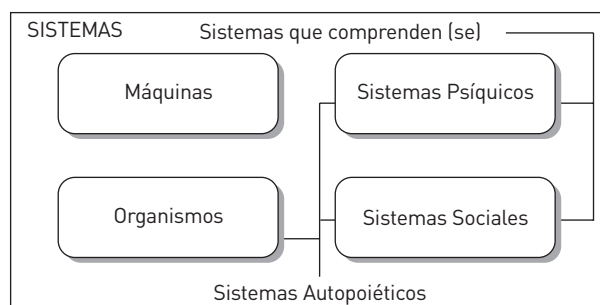 SISTEMAS
Sistemas que comprenden (se)
Máquinas
Sistemas Psíquicos
Organismos
Sistemas Sociales
Sistemas Autopoiéticos